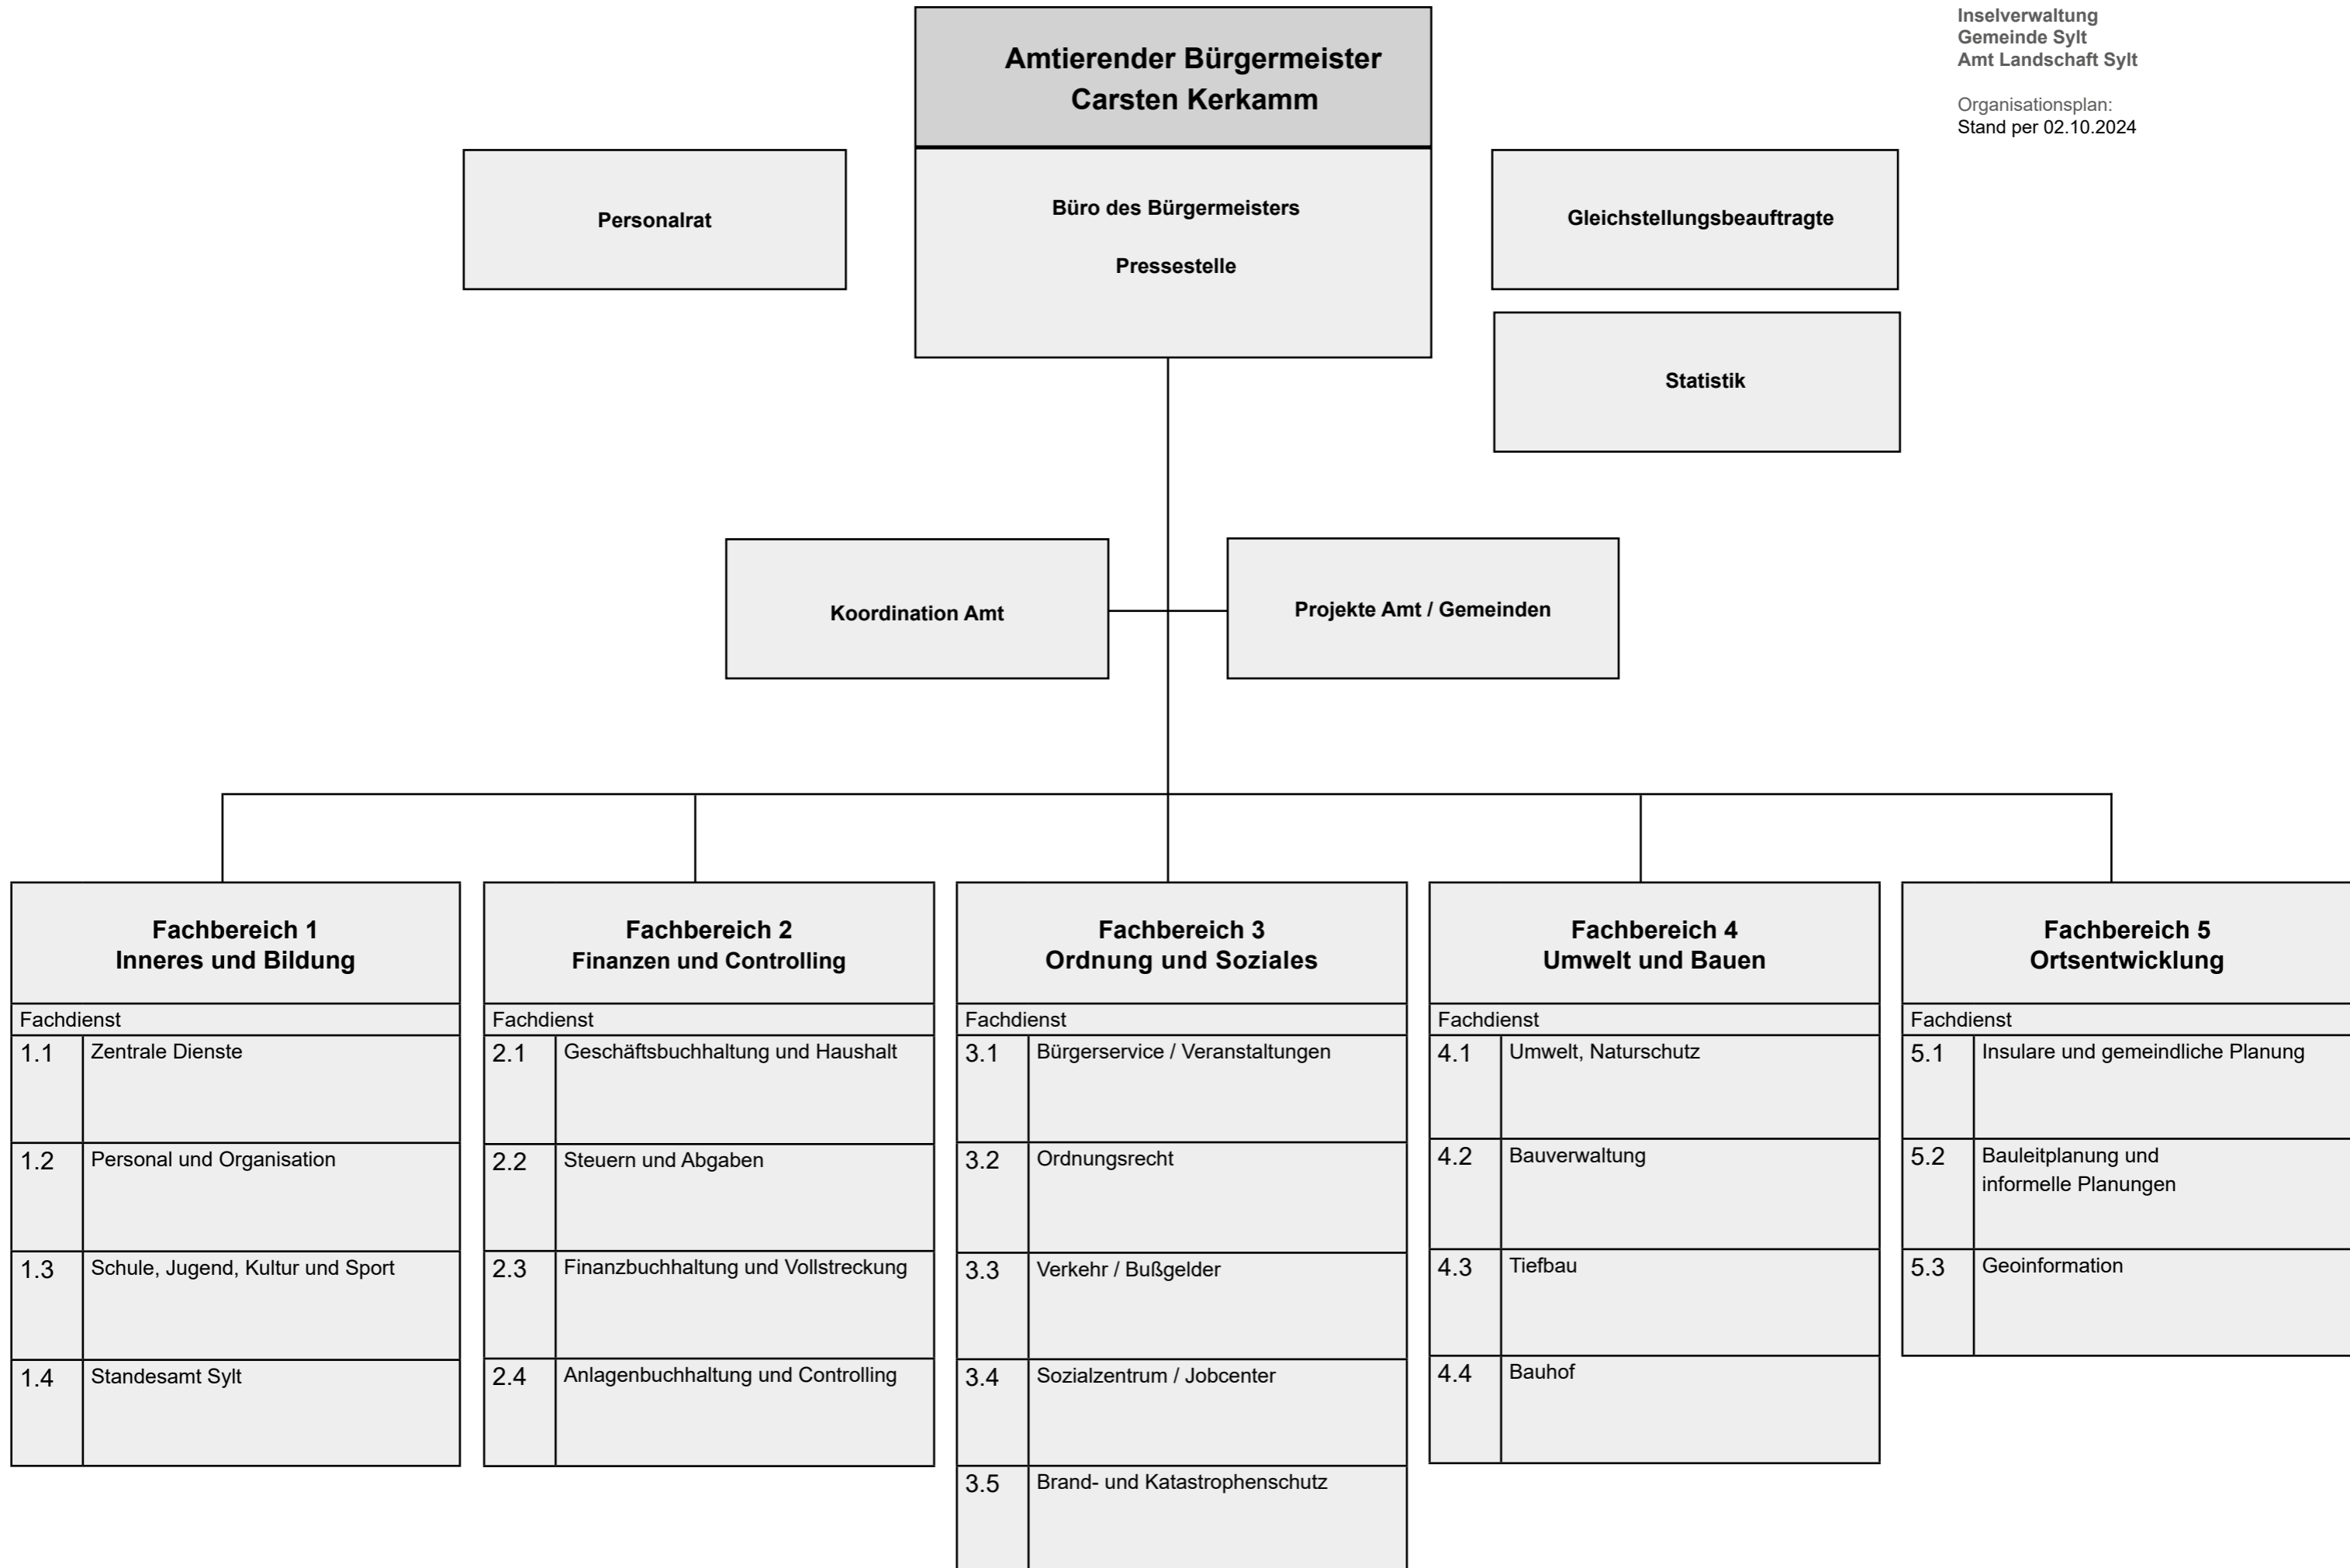 Inselverwaltung
Gemeinde Sylt
Amt Landschaft Sylt
Organisationsplan:
Stand per 02.10.2024
Amtierender Bürgermeister
Carsten Kerkamm
Büro des Bürgermeisters
Pressestelle
Personalrat
Gleichstellungsbeauftragte
Statistik
Koordination Amt
Projekte Amt / Gemeinden
Fachbereich 1
Inneres und Bildung
Fachdienst
1.1 Zentrale Dienste
1.2 Personal und Organisation
1.3 Schule, Jugend, Kultur und Sport
1.4 Standesamt Sylt
Fachbereich 2
Finanzen und Controlling
Fachdienst
2.1 Geschäftsbuchhaltung und Haushalt
2.2 Steuern und Abgaben
2.3 Finanzbuchhaltung und Vollstreckung
2.4 Anlagenbuchhaltung und Controlling
Fachbereich 3
Ordnung und Soziales
Fachdienst
3.1 Bürgerservice / Veranstaltungen
3.2 Ordnungsrecht
3.3 Verkehr / Bußgelder
3.4 Sozialzentrum / Jobcenter
3.5 Brand- und Katastrophenschutz
Fachbereich 4
Umwelt und Bauen
Fachdienst
4.1 Umwelt, Naturschutz
4.2 Bauverwaltung
4.3 Tiefbau
4.4 Bauhof
Fachbereich 5
Ortsentwicklung
Fachdienst
5.1 Insulare und gemeindliche Planung
5.2 Bauleitplanung und
informelle Planungen
5.3 Geoinformation